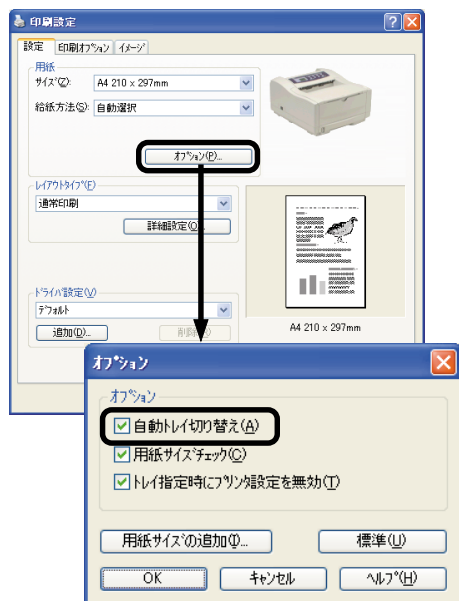 印刷設定
設定 印刷ｵﾌﾟｼｮﾝ ｲﾒｰｼﾞ
用紙
ｻｲｽﾞ(Z): A4 210 x 297mm
給紙方法(S): 自動選択
ｵﾌﾟｼｮﾝ(P)...
ﾚｲｱｳﾄﾀｲﾌﾟ(E)
通常印刷
詳細設定(O)...
ﾄﾞﾗｲﾊﾞ設定(V)
ﾃﾞﾌｫﾙﾄ
追加(D)...
A4 210 x 297mm
ｵﾌﾟｼｮﾝ
ｵﾌﾟｼｮﾝ
自動ﾄﾚｲ切り替え(A)
用紙ｻｲｽﾞﾁｪｯｸ(C)
ﾄﾚｲ指定時にﾌﾟﾘﾝﾀ設定を無効(T)
用紙ｻｲｽﾞの追加(I)...
標準(U)
OK
ｷｬﾝｾﾙ
ﾍﾙﾌﾟ(H)